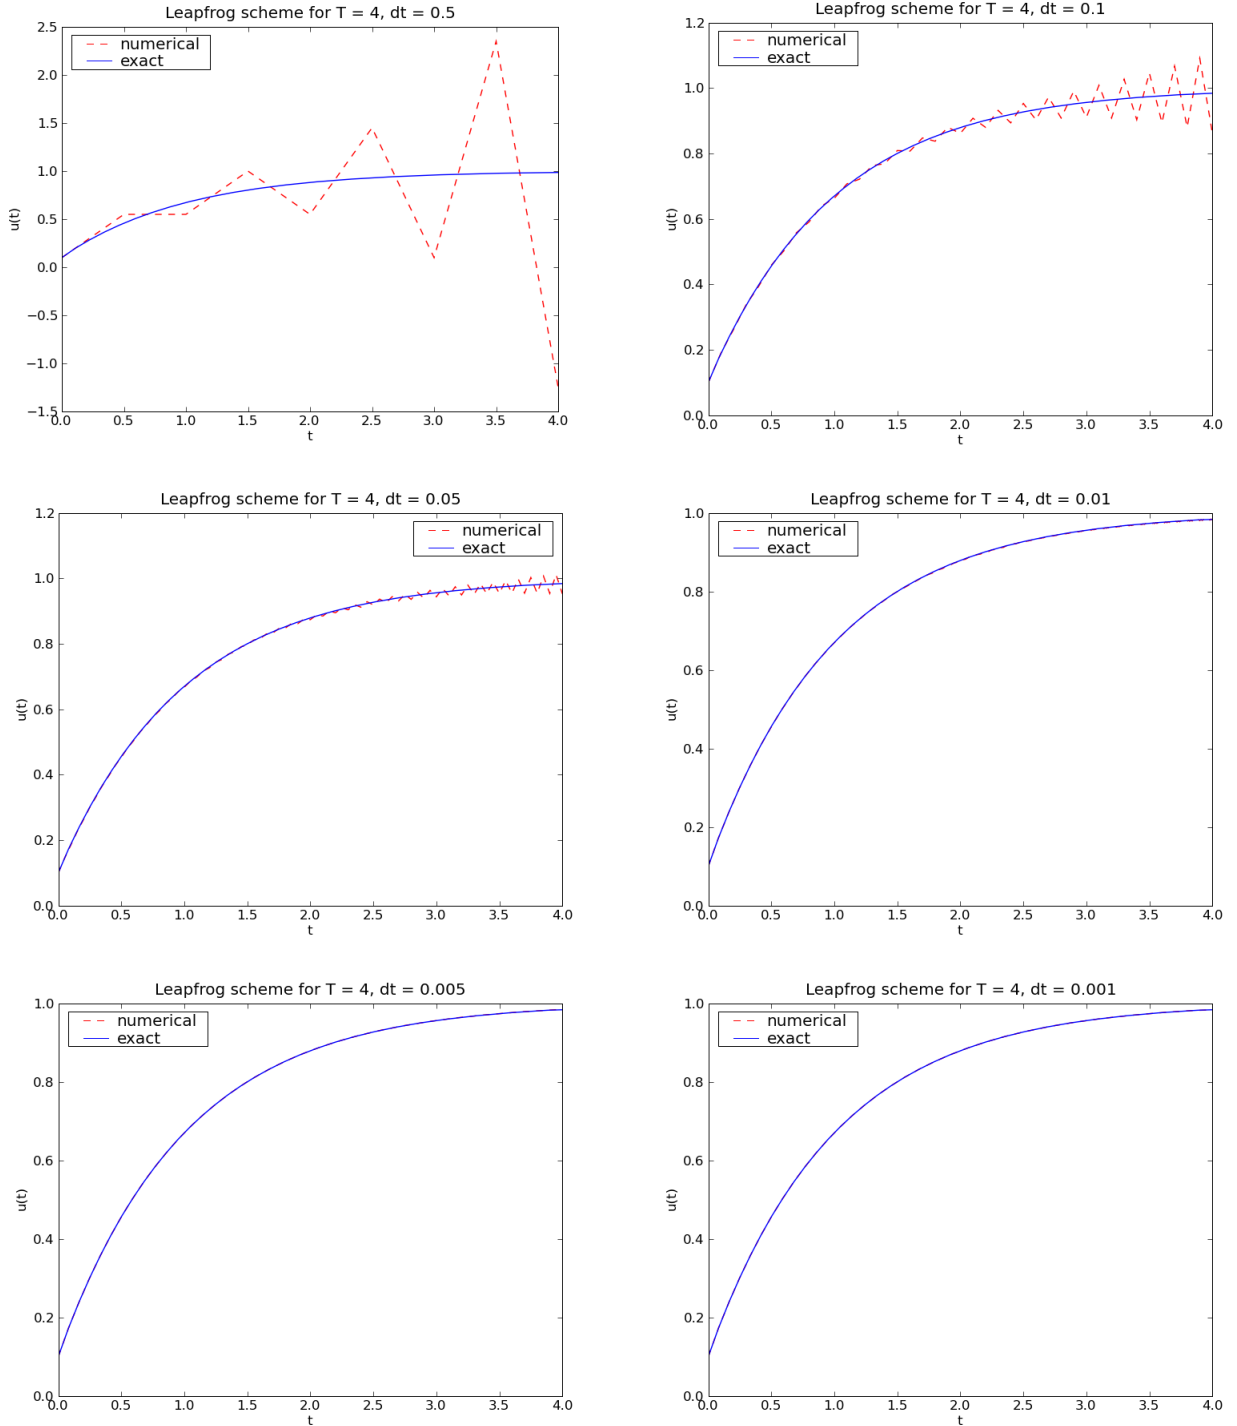 Leapfrog scheme for T = 4, dt = 0.5
numerical
exact
u(t)
2.5
2.0
1.5
1.0
0.5
0.0
−0.5
−1.0
−1.5
0.0 0.5 1.0 1.5 2.0 2.5 3.0 3.5 4.0
t
Leapfrog scheme for T = 4, dt = 0.1
numerical
exact
u(t)
1.2
1.0
0.8
0.6
0.4
0.2
0.0
0.0 0.5 1.0 1.5 2.0 2.5 3.0 3.5 4.0
t
Leapfrog scheme for T = 4, dt = 0.05
numerical
exact
u(t)
1.2
1.0
0.8
0.6
0.4
0.2
0.0
0.0 0.5 1.0 1.5 2.0 2.5 3.0 3.5 4.0
t
Leapfrog scheme for T = 4, dt = 0.01
numerical
exact
u(t)
1.0
0.8
0.6
0.4
0.2
0.0
0.0 0.5 1.0 1.5 2.0 2.5 3.0 3.5 4.0
t
Leapfrog scheme for T = 4, dt = 0.005
numerical
exact
u(t)
1.0
0.8
0.6
0.4
0.2
0.0
0.0 0.5 1.0 1.5 2.0 2.5 3.0 3.5 4.0
t
Leapfrog scheme for T = 4, dt = 0.001
numerical
exact
u(t)
1.0
0.8
0.6
0.4
0.2
0.0
0.0 0.5 1.0 1.5 2.0 2.5 3.0 3.5 4.0
t